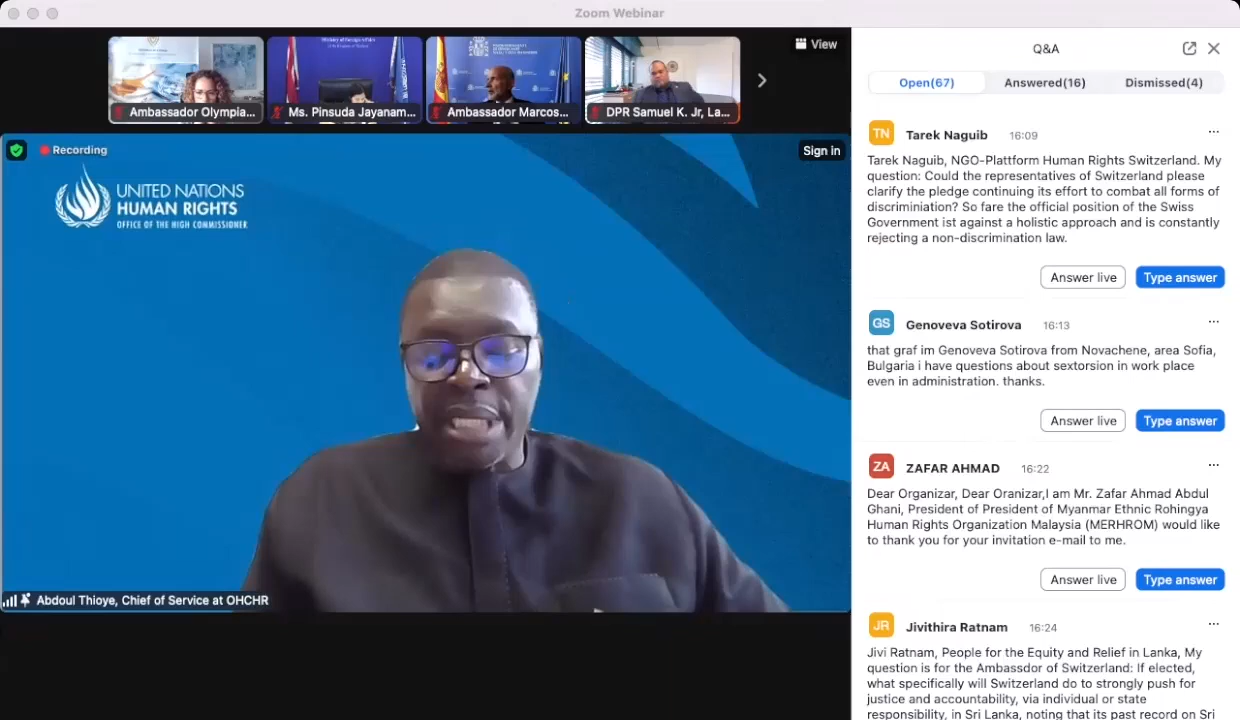 Zoom Webinar
Ambassador Olympia...
Ms. Pinsuda Jayanam...
Ambassador Marcos...
DPR Samuel K. Jr, La...
View
Recording
Sign in
UNITED NATIONS
HUMAN RIGHTS
OFFICE OF THE HIGH COMMISSIONER
Abdoul Thioye, Chief of Service at OHCHR
Q&A
Open(67)
Answered(16)
Dismissed(4)
TN
Tarek Naguib 16:09
Tarek Naguib, NGO-Plattform Human Rights Switzerland. My
question: Could the representatives of Switzerland please
clarify the pledge continuing its effort to combat all forms of
discriminiation? So fare the official position of the Swiss
Government ist against a holistic approach and is constantly
rejecting a non-discrimination law.
Answer live
Type answer
GS
Genoveva Sotirova 16:13
that graf im Genoveva Sotirova from Novachene, area Sofia,
Bulgaria i have questions about sextorsion in work place
even in administration. thanks.
Answer live
Type answer
ZA
ZAFAR AHMAD 16:22
Dear Organizar, Dear Oranizar,I am Mr. Zafar Ahmad Abdul
Ghani, President of President of Myanmar Ethnic Rohingya
Human Rights Organization Malaysia (MERHROM) would like
to thank you for your invitation e-mail to me.
Answer live
Type answer
JR
Jivithira Ratnam 16:24
Jivi Ratnam, People for the Equity and Relief in Lanka, My
question is for the Ambassdor of Switzerland: If elected,
what specifically will Switzerland do to strongly push for
justice and accountability, via individual or state
responsibility, in Sri Lanka, noting that its past record on Sri